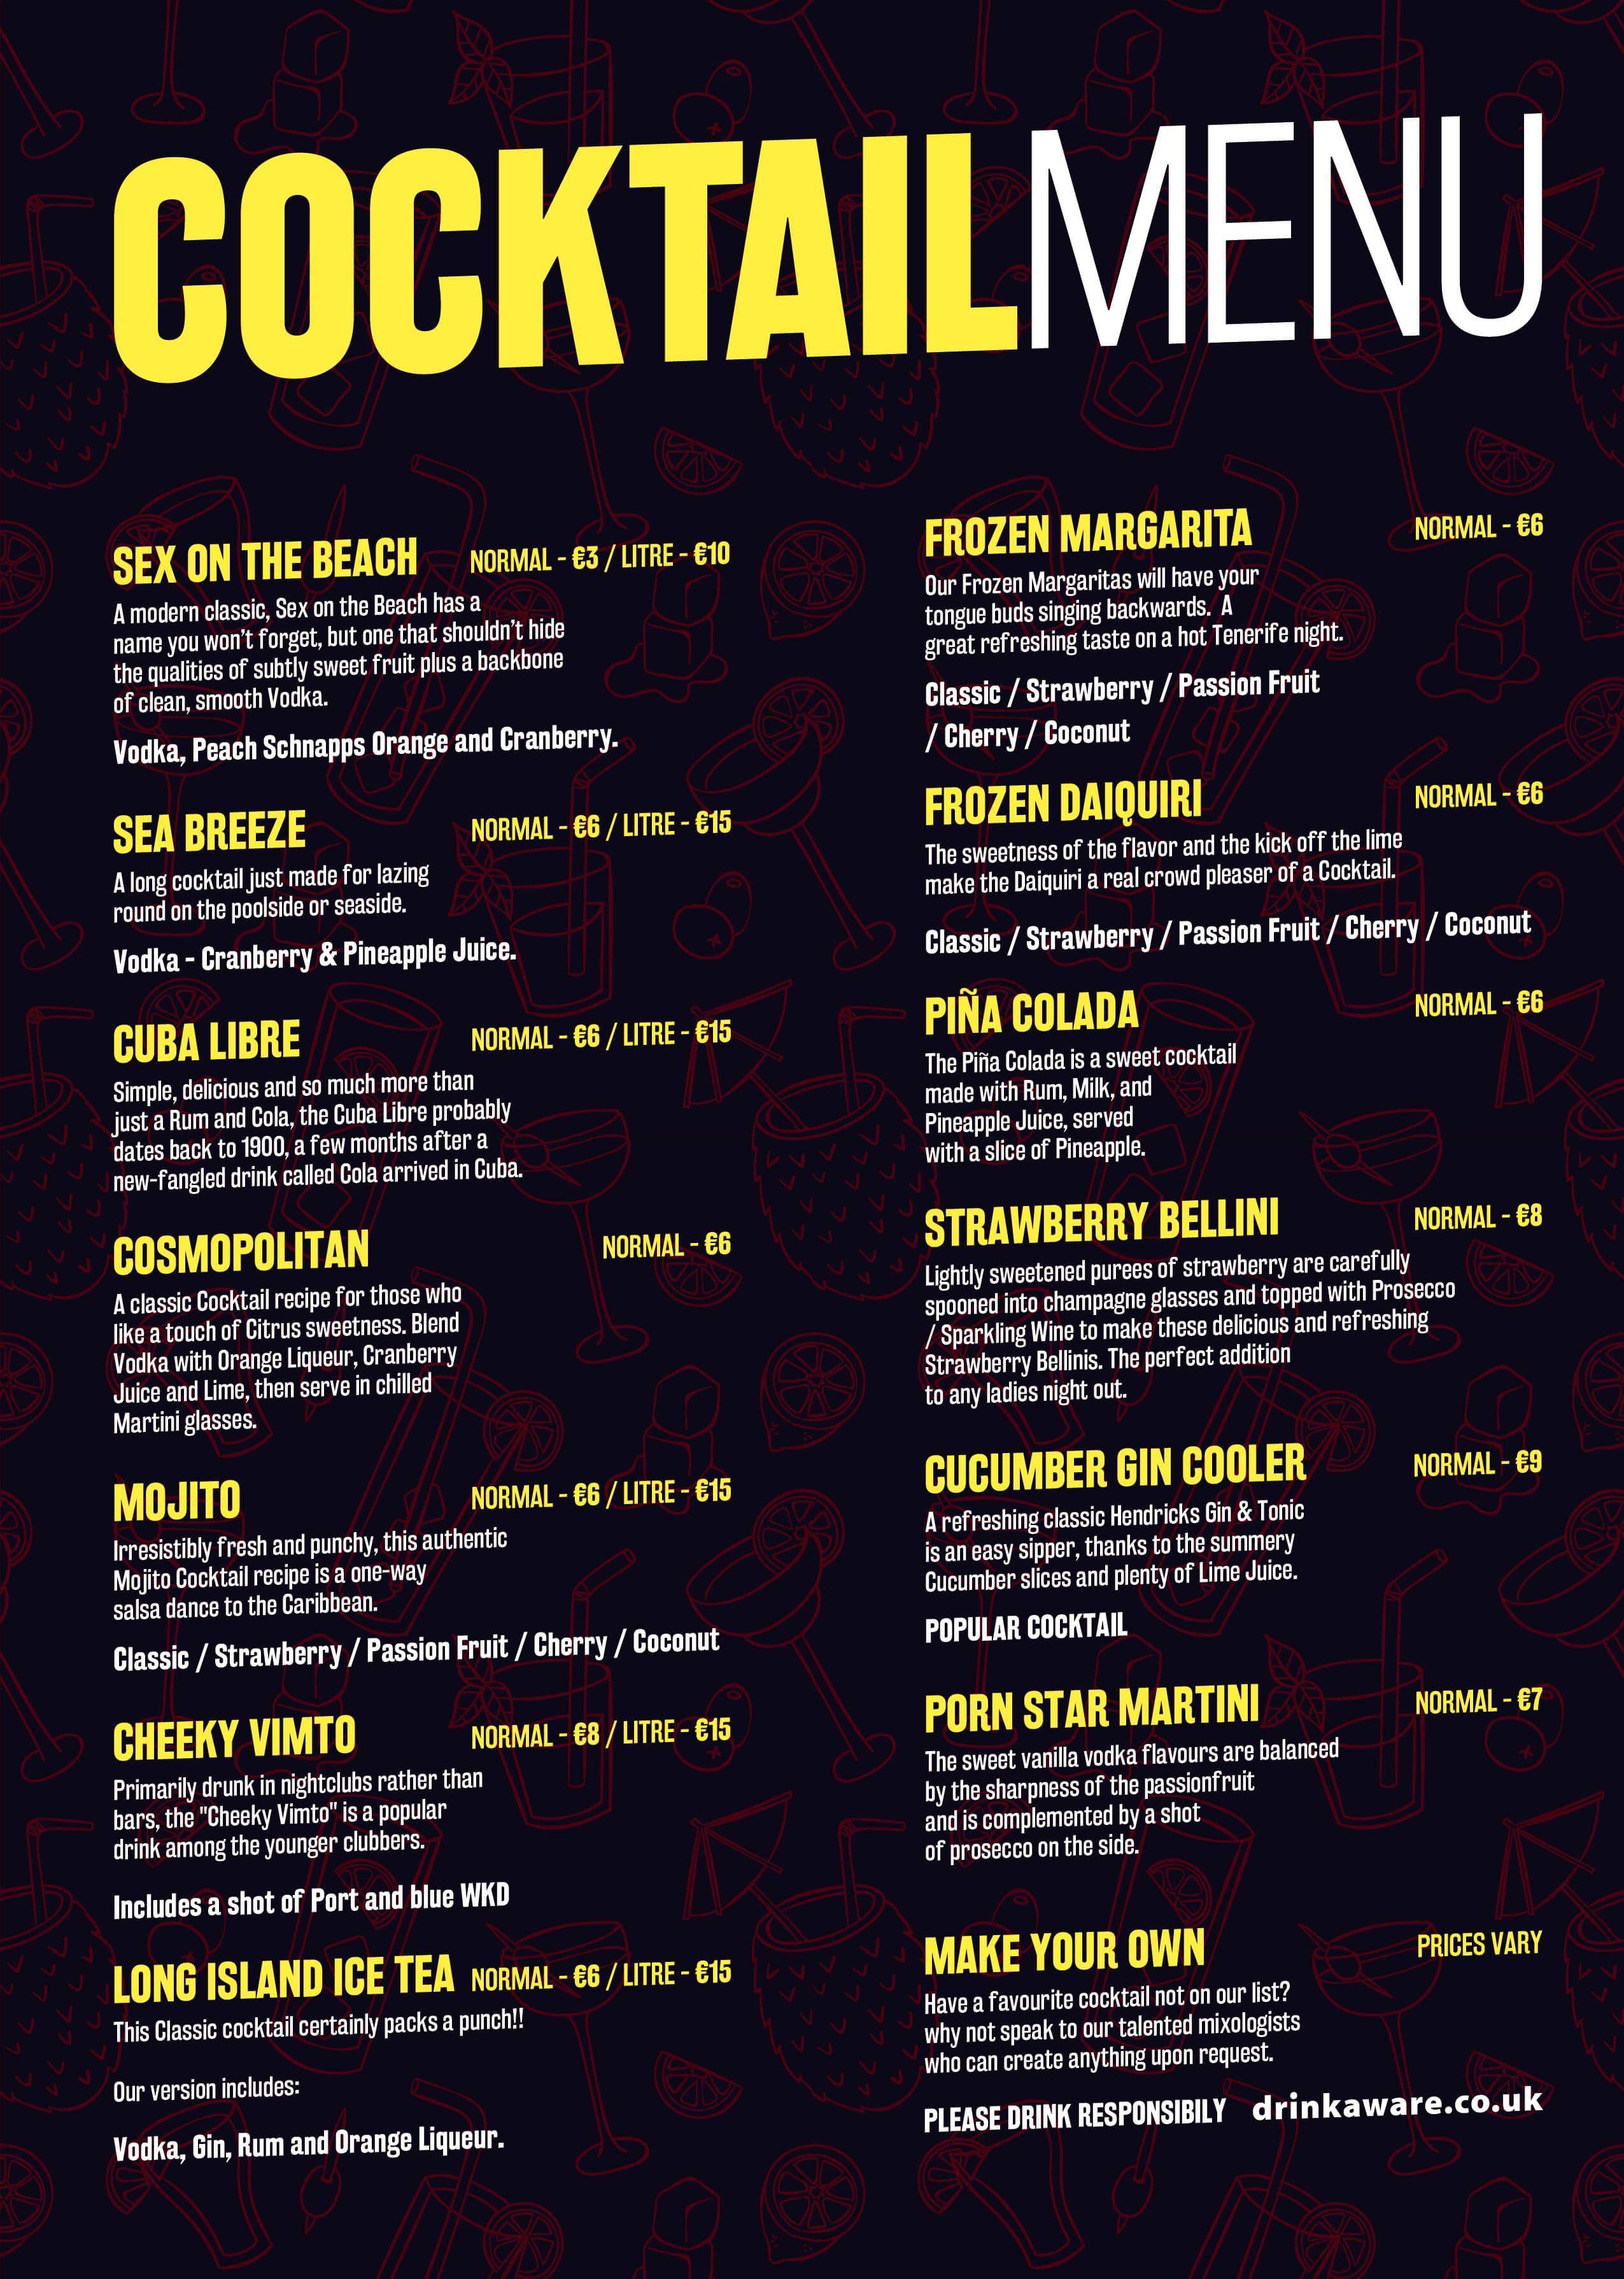 COCKTAILMENU
SEX ON THE BEACH NORMAL - €3 / LITRE - €10
A modern classic, Sex on the Beach has a
name you won't forget, but one that shouldn't hide
the qualities of subtly sweet fruit plus a backbone
of clean, smooth Vodka.
Vodka, Peach Schnapps Orange and Cranberry.
SEA BREEZE NORMAL - €6 / LITRE - €15
A long cocktail just made for lazing
round on the poolside or seaside.
Vodka - Cranberry & Pineapple Juice.
CUBA LIBRE NORMAL - €6 / LITRE - €15
Simple, delicious and so much more than
just a Rum and Cola, the Cuba Libre probably
dates back to 1900, a few months after a
new-fangled drink called Cola arrived in Cuba.
COSMOPOLITAN NORMAL - €6
A classic Cocktail recipe for those who
like a touch of Citrus sweetness. Blend
Vodka with Orange Liqueur, Cranberry
Juice and Lime, then serve in chilled
Martini glasses.
MOJITO NORMAL - €6 / LITRE - €15
Irresistibly fresh and punchy, this authentic
Mojito Cocktail recipe is a one-way
salsa dance to the Caribbean.
Classic / Strawberry / Passion Fruit / Cherry / Coconut
CHEEKY VIMTO NORMAL - €8 / LITRE - €15
Primarily drunk in nightclubs rather than
bars, the "Cheeky Vimto" is a popular
drink among the younger clubbers.
Includes a shot of Port and blue WKD
LONG ISLAND ICE TEA NORMAL - €6 / LITRE - €15
This Classic cocktail certainly packs a punch!!
Our version includes:
Vodka, Gin, Rum and Orange Liqueur.
FROZEN MARGARITA NORMAL - €6
Our Frozen Margaritas will have your
tongue buds singing backwards. A
great refreshing taste on a hot Tenerife night.
Classic / Strawberry / Passion Fruit
/ Cherry / Coconut
FROZEN DAIQUIRI NORMAL - €6
The sweetness of the flavor and the kick off the lime
make the Daiquiri a real crowd pleaser of a Cocktail.
Classic / Strawberry / Passion Fruit / Cherry / Coconut
PIÑA COLADA NORMAL - €6
The Piña Colada is a sweet cocktail
made with Rum, Milk, and
Pineapple Juice, served
with a slice of Pineapple.
STRAWBERRY BELLINI NORMAL - €8
Lightly sweetened purees of strawberry are carefully
spooned into champagne glasses and topped with Prosecco
/ Sparkling Wine to make these delicious and refreshing
Strawberry Bellinis. The perfect addition
to any ladies night out.
CUCUMBER GIN COOLER NORMAL - €9
A refreshing classic Hendricks Gin & Tonic
is an easy sipper, thanks to the summery
Cucumber slices and plenty of Lime Juice.
POPULAR COCKTAIL
PORN STAR MARTINI NORMAL - €7
The sweet vanilla vodka flavours are balanced
by the sharpness of the passionfruit
and is complemented by a shot
of prosecco on the side.
MAKE YOUR OWN PRICES VARY
Have a favourite cocktail not on our list?
why not speak to our talented mixologists
who can create anything upon request.
PLEASE DRINK RESPONSIBILY drinkaware.co.uk